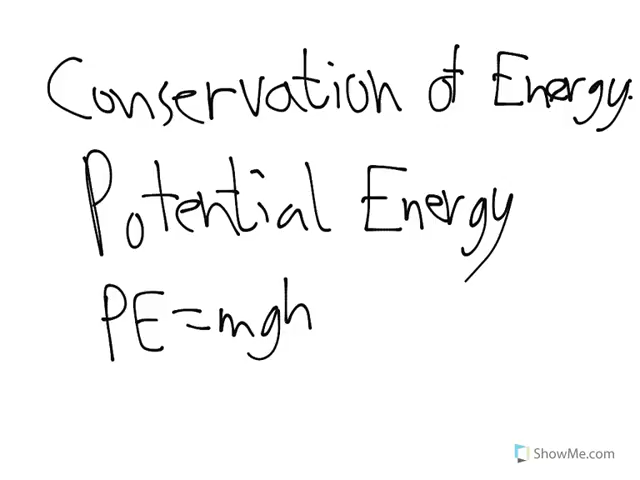 Conservation of Energy.
Potential Energy
PE = mgh
ShowMe.com